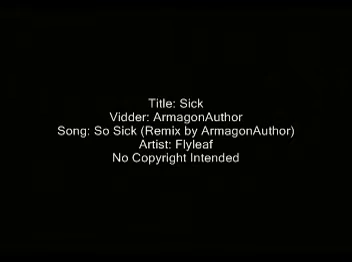 Title: Sick
Vidder: ArmagonAuthor
Song: So Sick (Remix by ArmagonAuthor)
Artist: Flyleaf
No Copyright Intended